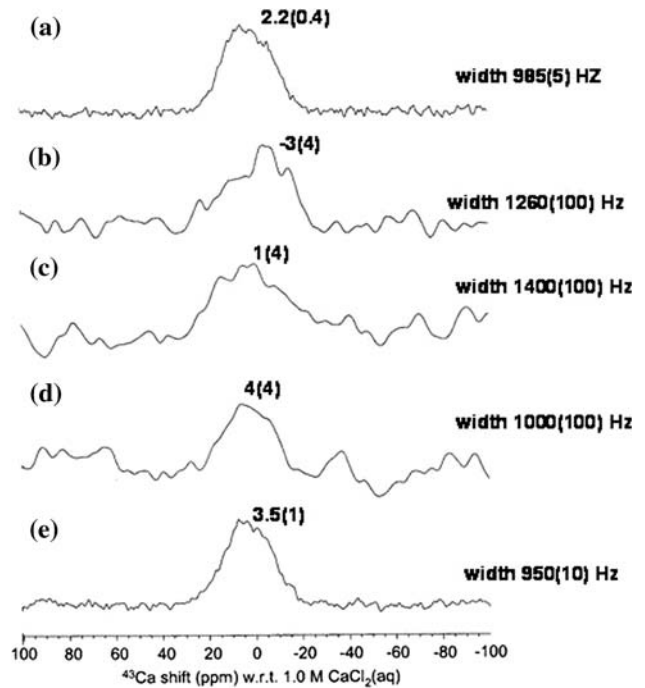 (a)
2.2(0.4)
width 985(5) HZ
(b)
-3(4)
width 1260(100) Hz
(c)
1(4)
width 1400(100) Hz
(d)
4(4)
width 1000(100) Hz
(e)
3.5(1)
width 950(10) Hz
100 80 60 40 20 0 -20 -40 -60 -80 -100
⁴³Ca shift (ppm) w.r.t. 1.0 M CaCl₂(aq)